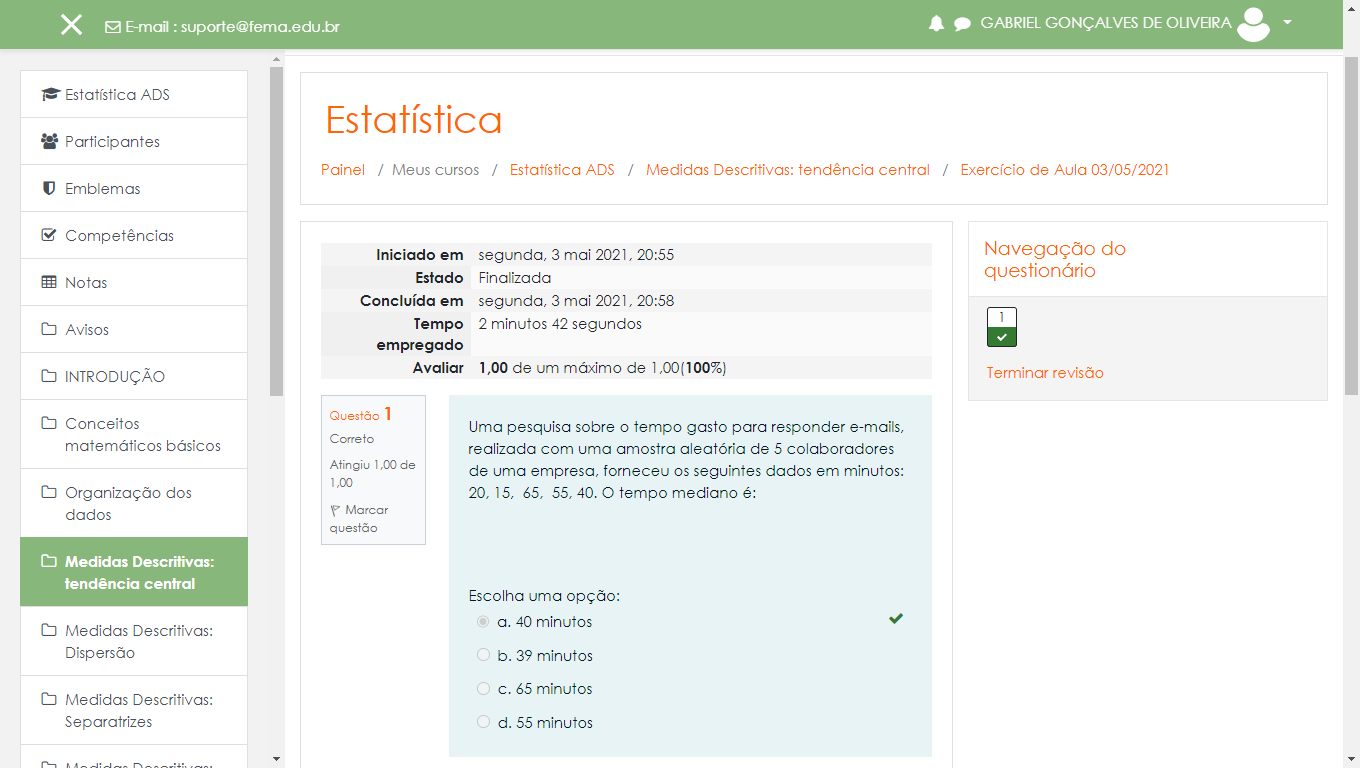 E-mail : suporte@fema.edu.br
GABRIEL GONÇALVES DE OLIVEIRA
Estatística ADS
Participantes
Emblemas
Competências
Notas
Avisos
INTRODUÇÃO
Conceitos
matemáticos básicos
Organização dos
dados
Medidas Descritivas:
tendência central
Medidas Descritivas:
Dispersão
Medidas Descritivas:
Separatrizes
Medidas Descritivas:
Estatística
Painel / Meus cursos / Estatística ADS / Medidas Descritivas: tendência central / Exercício de Aula 03/05/2021
Iniciado em segunda, 3 mai 2021, 20:55
Estado Finalizada
Concluída em segunda, 3 mai 2021, 20:58
Tempo 2 minutos 42 segundos
empregado
Avaliar 1,00 de um máximo de 1,00(100%)
Questão 1
Correto
Atingiu 1,00 de
1,00
Marcar
questão
Uma pesquisa sobre o tempo gasto para responder e-mails,
realizada com uma amostra aleatória de 5 colaboradores
de uma empresa, forneceu os seguintes dados em minutos:
20, 15,  65,  55, 40. O tempo mediano é:
Escolha uma opção:
a. 40 minutos
b. 39 minutos
c. 65 minutos
d. 55 minutos
Navegação do
questionário
1
Terminar revisão